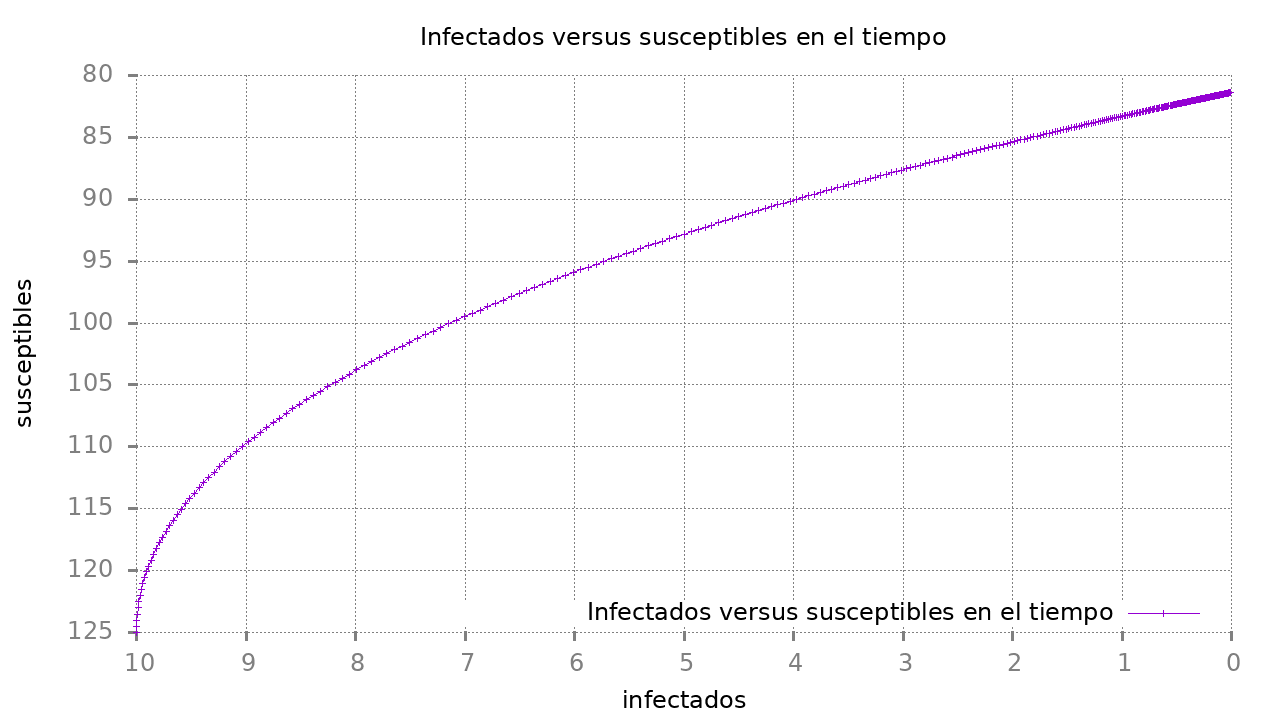 Infectados versus susceptibles en el tiempo
80
85
90
95
100
105
110
115
120
125
susceptibles
Infectados versus susceptibles en el tiempo
10 9 8 7 6 5 4 3 2 1 0
infectados